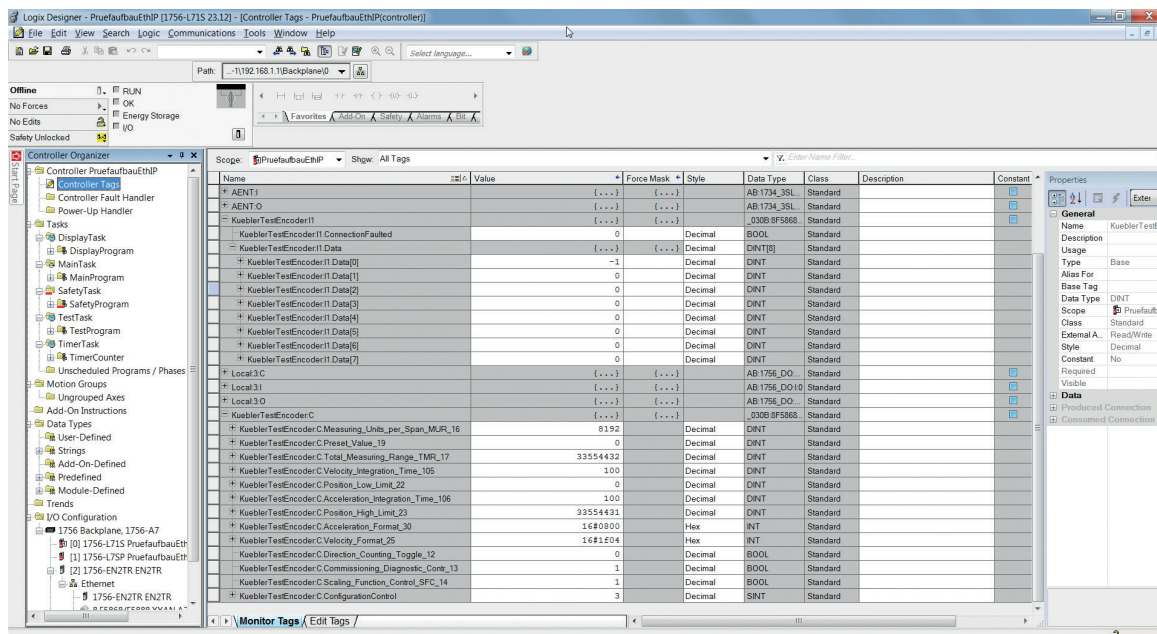 Logix Designer - PruefaufbauEthIP [1756-L71S 23.12] - [Controller Tags - PruefaufbauEthIP(controller)]
File Edit View Search Logic Communications Tools Window Help
Select language...
Path: ...-1\192.168.1.1\Backplane\0
Offline RUN
No Forces OK
No Edits Energy Storage
Safety Unlocked I/O
Favorites Add-On Safety Alarms Bit
Start Page
Controller Organizer
Controller PruefaufbauEthIP
Controller Tags
Controller Fault Handler
Power-Up Handler
Tasks
DisplayTask
DisplayProgram
MainTask
MainProgram
SafetyTask
SafetyProgram
TestTask
TestProgram
TimerTask
TimerCounter
Unscheduled Programs / Phases
Motion Groups
Ungrouped Axes
Add-On Instructions
Data Types
User-Defined
Strings
Add-On-Defined
Predefined
Module-Defined
Trends
I/O Configuration
1756 Backplane, 1756-A7
[0] 1756-L71S PruefaufbauEth
[1] 1756-L7SP PruefaufbauEth
[2] 1756-EN2TR EN2TR
Ethernet
1756-EN2TR EN2TR
Scope: PruefaufbauEthIP Show: All Tags Enter Name Filter...
Name Value Force Mask Style Data Type Class Description Constant
AENT:I {...} {...} AB:1734_3SL... Standard
AENT:O {...} {...} AB:1734_3SL... Standard
KueblerTestEncoder:I1 {...} {...} _030B:8F5868... Standard
KueblerTestEncoder:I1.ConnectionFaulted 0 Decimal BOOL Standard
KueblerTestEncoder:I1.Data {...} {...} Decimal DINT[8] Standard
KueblerTestEncoder:I1.Data[0] -1 Decimal DINT Standard
KueblerTestEncoder:I1.Data[1] 0 Decimal DINT Standard
KueblerTestEncoder:I1.Data[2] 0 Decimal DINT Standard
KueblerTestEncoder:I1.Data[3] 0 Decimal DINT Standard
KueblerTestEncoder:I1.Data[4] 0 Decimal DINT Standard
KueblerTestEncoder:I1.Data[5] 0 Decimal DINT Standard
KueblerTestEncoder:I1.Data[6] 0 Decimal DINT Standard
KueblerTestEncoder:I1.Data[7] 0 Decimal DINT Standard
Local:3:C {...} {...} AB:1756_DO:... Standard
Local:3:I {...} {...} AB:1756_DO:I:0 Standard
Local:3:O {...} {...} AB:1756_DO:... Standard
KueblerTestEncoder:C {...} {...} _030B:8F5868... Standard
KueblerTestEncoder:C.Measuring_Units_per_Span_MUR_16 8192 Decimal DINT Standard
KueblerTestEncoder:C.Preset_Value_19 0 Decimal DINT Standard
KueblerTestEncoder:C.Total_Measuring_Range_TMR_17 33554432 Decimal DINT Standard
KueblerTestEncoder:C.Velocity_Integration_Time_105 100 Decimal DINT Standard
KueblerTestEncoder:C.Position_Low_Limit_22 0 Decimal DINT Standard
KueblerTestEncoder:C.Acceleration_Integration_Time_106 100 Decimal DINT Standard
KueblerTestEncoder:C.Position_High_Limit_23 33554431 Decimal DINT Standard
KueblerTestEncoder:C.Acceleration_Format_30 16#0800 Hex INT Standard
KueblerTestEncoder:C.Velocity_Format_25 16#1f04 Hex INT Standard
KueblerTestEncoder:C.Direction_Counting_Toggle_12 0 Decimal BOOL Standard
KueblerTestEncoder:C.Commissioning_Diagnostic_Contr_13 1 Decimal BOOL Standard
KueblerTestEncoder:C.Scaling_Function_Control_SFC_14 1 Decimal BOOL Standard
KueblerTestEncoder:C.ConfigurationControl 3 Decimal SINT Standard
Monitor Tags Edit Tags
Properties
Exter
General
Name KueblerTestE
Description
Usage
Type Base
Alias For
Base Tag
Data Type DINT
Scope Pruefaufb
Class Standard
External A... Read/Write
Style Decimal
Constant No
Required
Visible
Data
Produced Connection
Consumed Connection